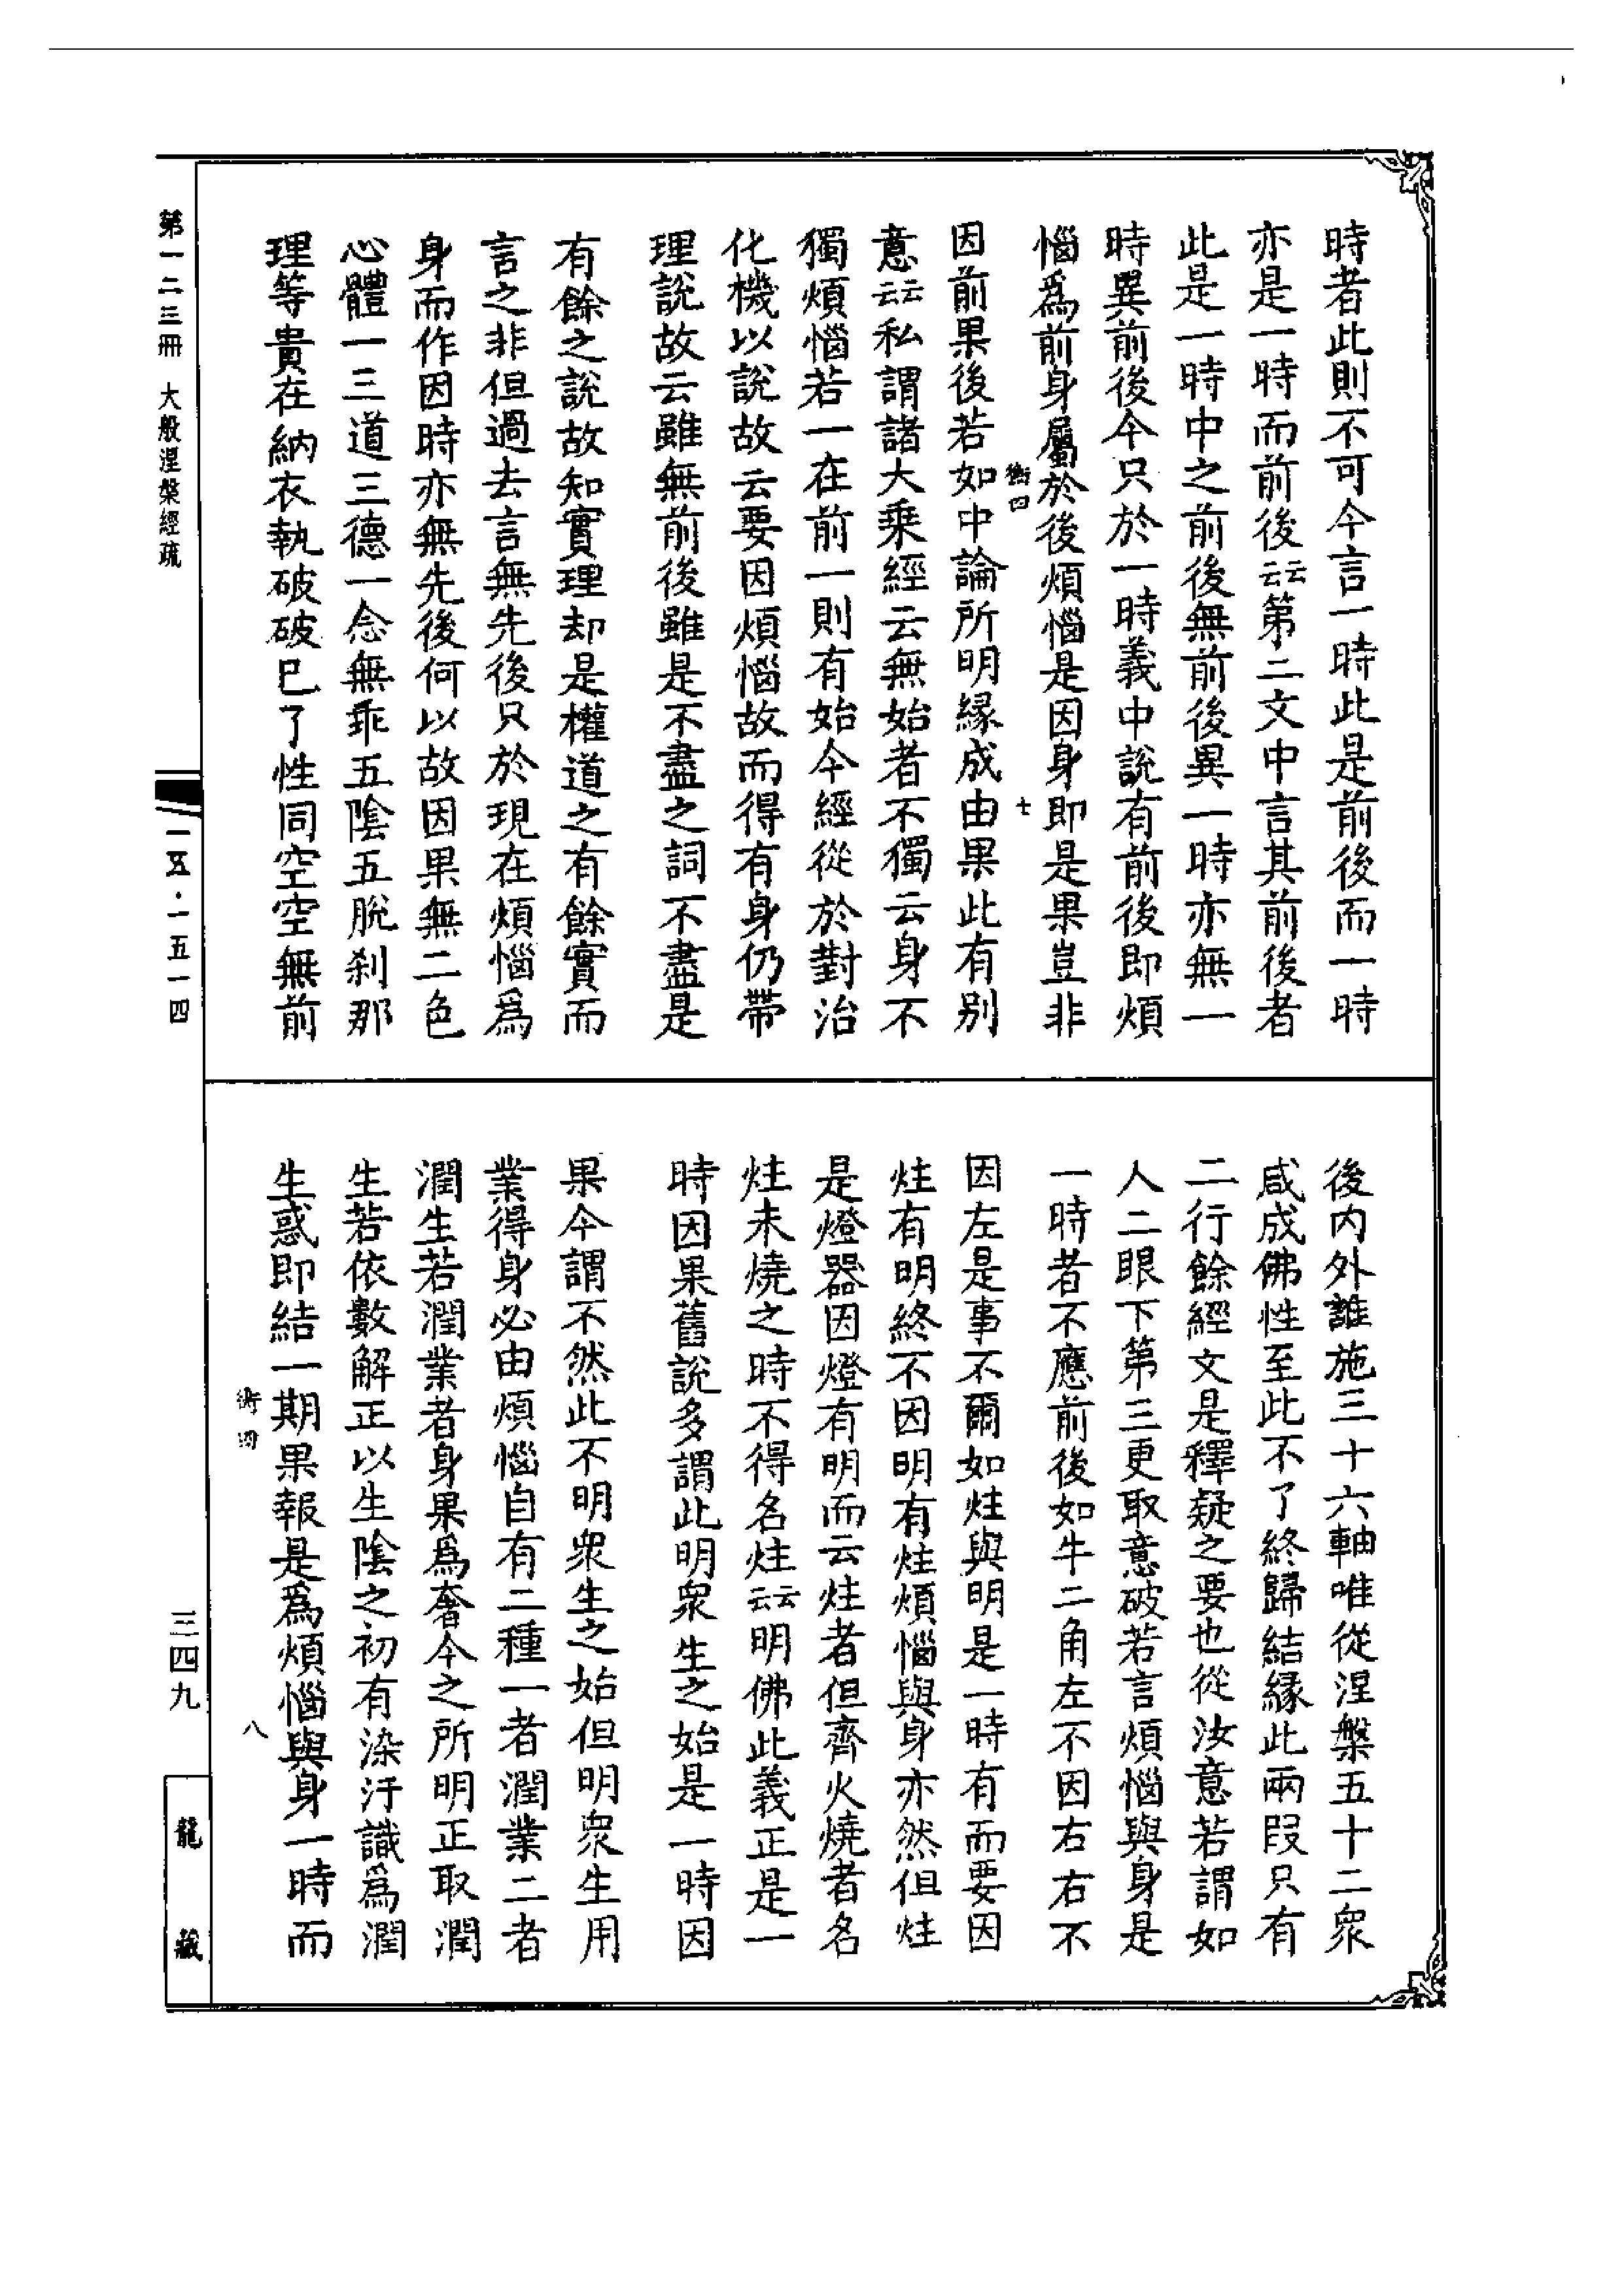 時者此則不可今言一時此是前後而一時
亦是一時而前後云云第二文中言其前後者
此是一時中之前後無前後異一時亦無一
時異前後今只於一時義中說有前後即煩
惱為前身屬於後煩惱是因身即是果豈非
衡四
七
因前果後若如中論所明緣成由果此有別
意云云私謂諸大乘經云無始者不獨云身不
獨煩惱若一在前一則有始今經從於對治
化機以說故云要因煩惱故而得有身仍帶
理說故云雖無前後雖是不盡之詞不盡是
有餘之說故知實理却是權道之有餘實而
言之非但過去言無先後只於現在煩惱為
身而作因時亦無先後何以故因果無二色
心體一三道三德一念無乖五陰五脫刹那
理等貴在納衣執破破巳了性同空空無前
後內外誰施三十六軸唯從涅槃五十二衆
咸成佛性至此不了終歸結緣此兩段只有
二行餘經文是釋疑之要也從汝意若謂如
人二眼下第三更取意破若言煩惱與身是
一時者不應前後如牛二角左不因右右不
因左是事不爾如炷與明是一時有而要因
炷有明終不因明有炷煩惱與身亦然但炷
是燈器因燈有明而云炷者但齊火燒者名
炷未燒之時不得名炷云云明佛此義正是一
時因果舊說多謂此明衆生之始是一時因
果今謂不然此不明衆生之始但明衆生用
業得身必由煩惱自有二種一者潤業二者
潤生若潤業者身果為奢今之所明正取潤
生若依數解正以生陰之初有染汙識為潤
生惑即結一期果報是為煩惱與身一時而
衡四
八
第一二三冊 大般涅槃經疏
一五·一五一四
三四九
龍藏